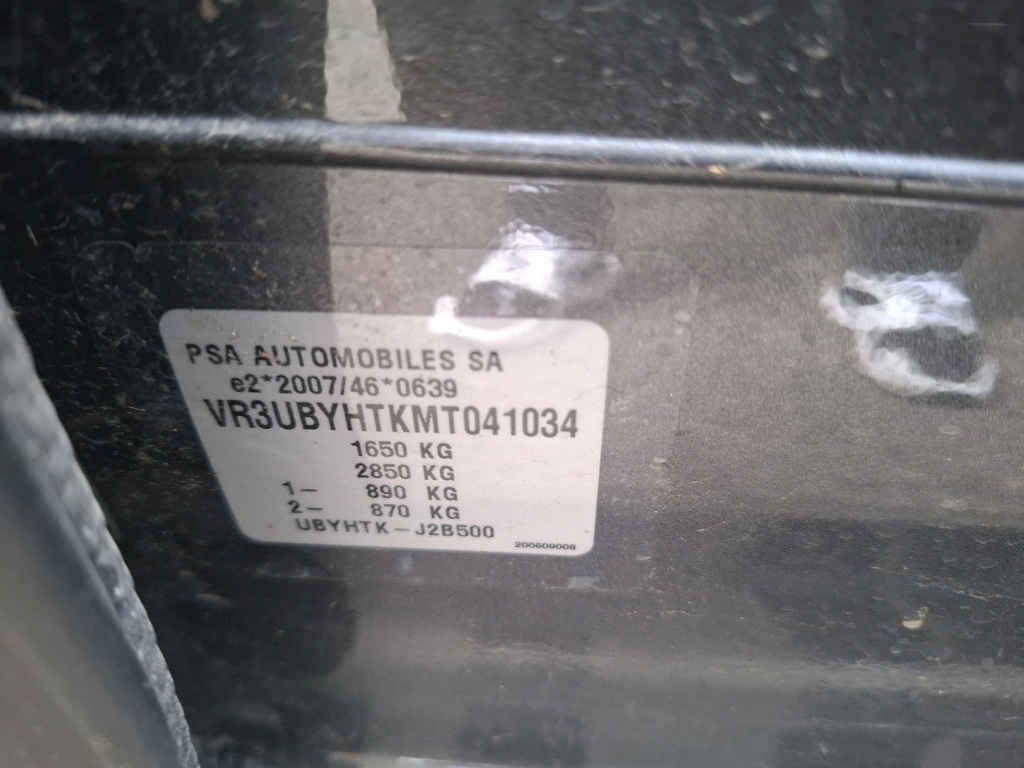 PSA AUTOMOBILES SA
e2*2007/46*0639
VR3UBYHTKMT041034
1650 KG
2850 KG
1- 890 KG
2- 870 KG
UBYHTK-J2B500
200609008